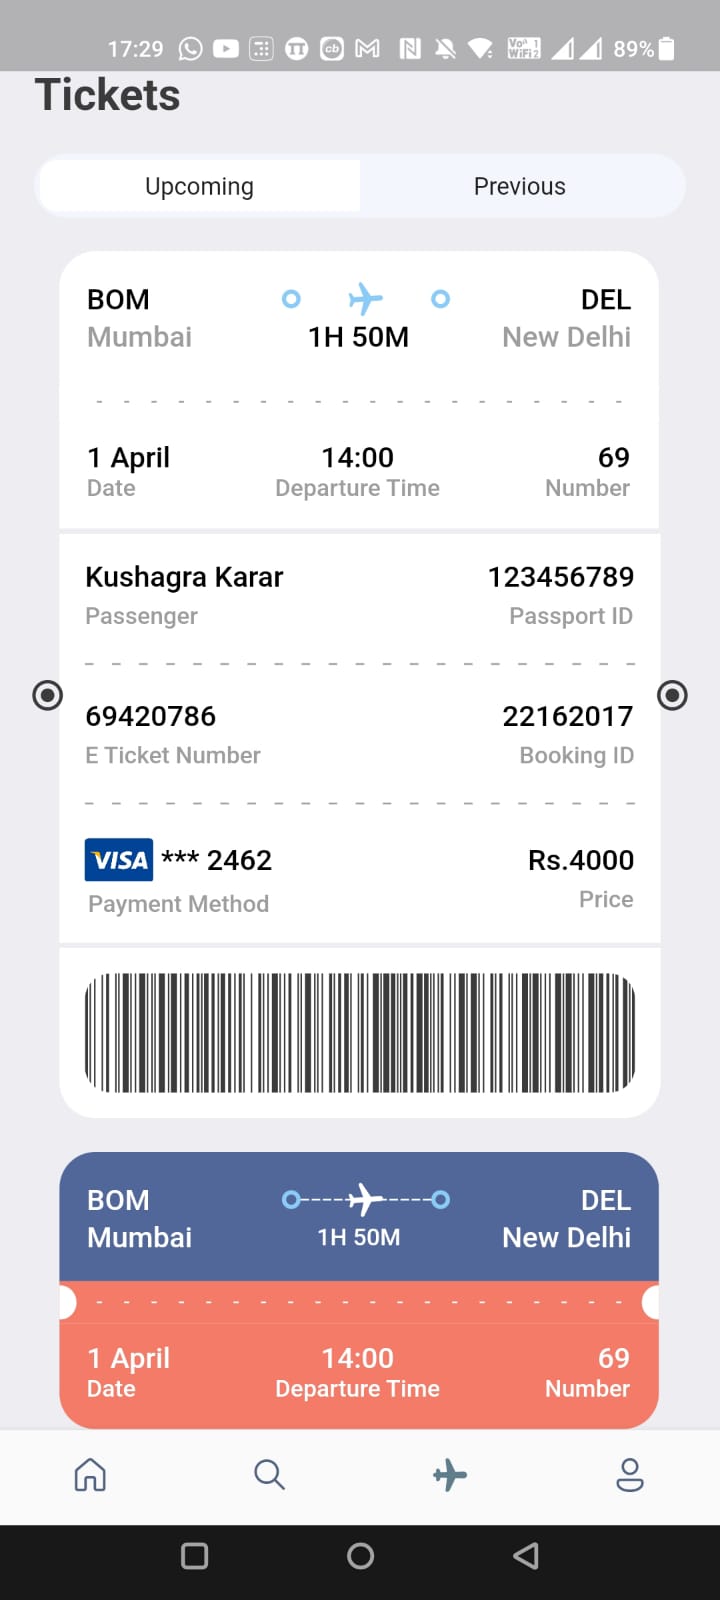 17:29 89%
Tickets
Upcoming Previous
BOM DEL
Mumbai 1H 50M New Delhi
1 April 14:00 69
Date Departure Time Number
Kushagra Karar 123456789
Passenger Passport ID
69420786 22162017
E Ticket Number Booking ID
VISA *** 2462 Rs.4000
Payment Method Price
BOM DEL
Mumbai 1H 50M New Delhi
1 April 14:00 69
Date Departure Time Number